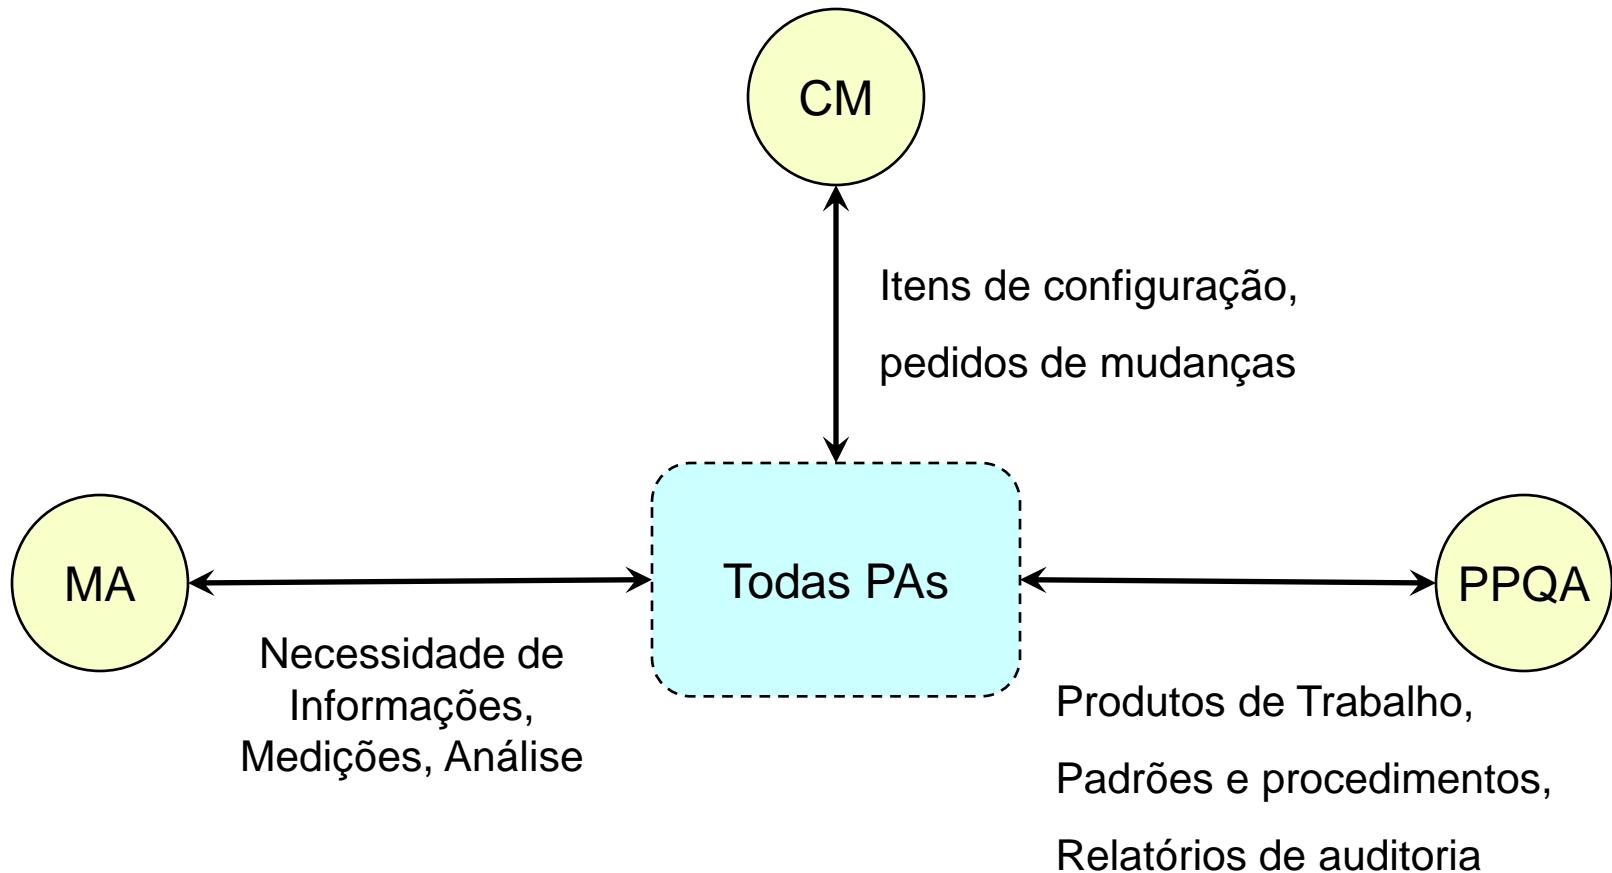 CM
Itens de configuração,
pedidos de mudanças
MA
Todas PAs
PPQA
Necessidade de
Informações,
Medições, Análise
Produtos de Trabalho,
Padrões e procedimentos,
Relatórios de auditoria